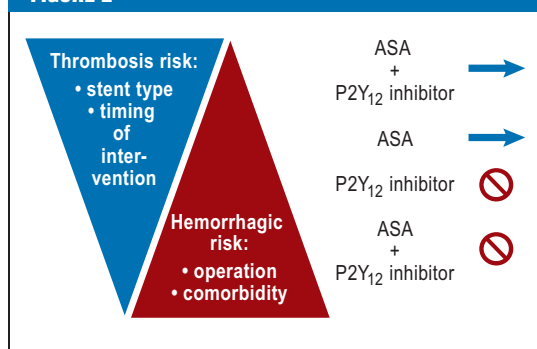 Thrombosis risk:
• stent type
• timing
of
inter-
vention
Hemorrhagic
risk:
• operation
• comorbidity
ASA
+
P2Y12 inhibitor
ASA
P2Y12 inhibitor
ASA
+
P2Y12 inhibitor